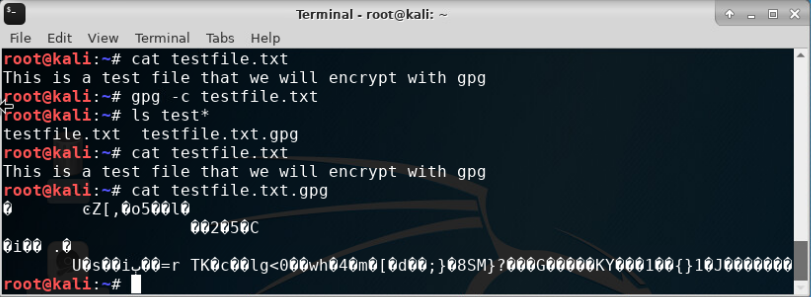 Terminal - root@kali: ~
File Edit View Terminal Tabs Help
root@kali:~# cat testfile.txt
This is a test file that we will encrypt with gpg
root@kali:~# gpg -c testfile.txt
root@kali:~# ls test*
testfile.txt  testfile.txt.gpg
root@kali:~# cat testfile.txt
This is a test file that we will encrypt with gpg
root@kali:~# cat testfile.txt.gpg
�        Z[,�o5��l�
��2�5�C
�i�� .�
U�s��i��=r TK�c��lg<0��wh�4�m�[�d��;}�8SM}?���G�����KY���1��{}1�J�������
root@kali:~#